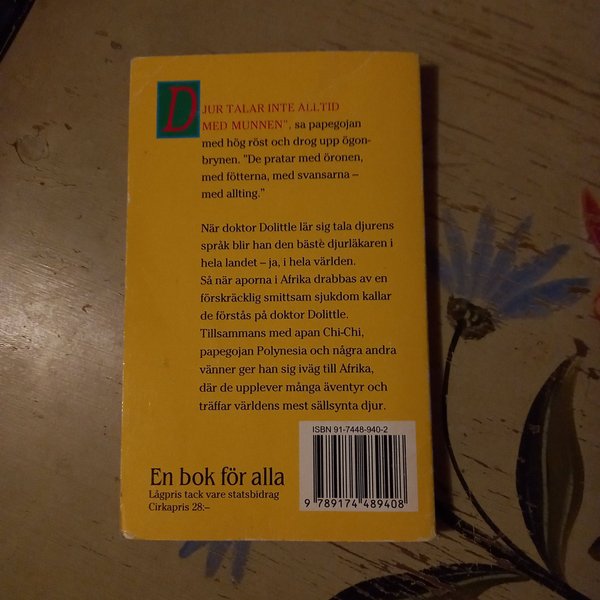 DJUR TALAR INTE ALLTID
MED MUNNEN", sa papegojan
med hög röst och drog upp ögon-
brynen. "De pratar med öronen,
med fötterna, med svansarna –
med allting."
När doktor Dolittle lär sig tala djurens
språk blir han den bästè djurläkaren i
hela landet – ja, i hela världen.
Så när aporna i Afrika drabbas av en
förskräcklig smittsam sjukdom kallar
de förstås på doktor Dolittle.
Tillsammans med apan Chi-Chi,
papegojan Polynesia och några andra
vänner ger han sig iväg till Afrika,
där de upplever många äventyr och
träffar världens mest sällsynta djur.
ISBN 91-7448-940-2
9 789174 489408
En bok för alla
Lågpris tack vare statsbidrag
Cirkapris 28:–